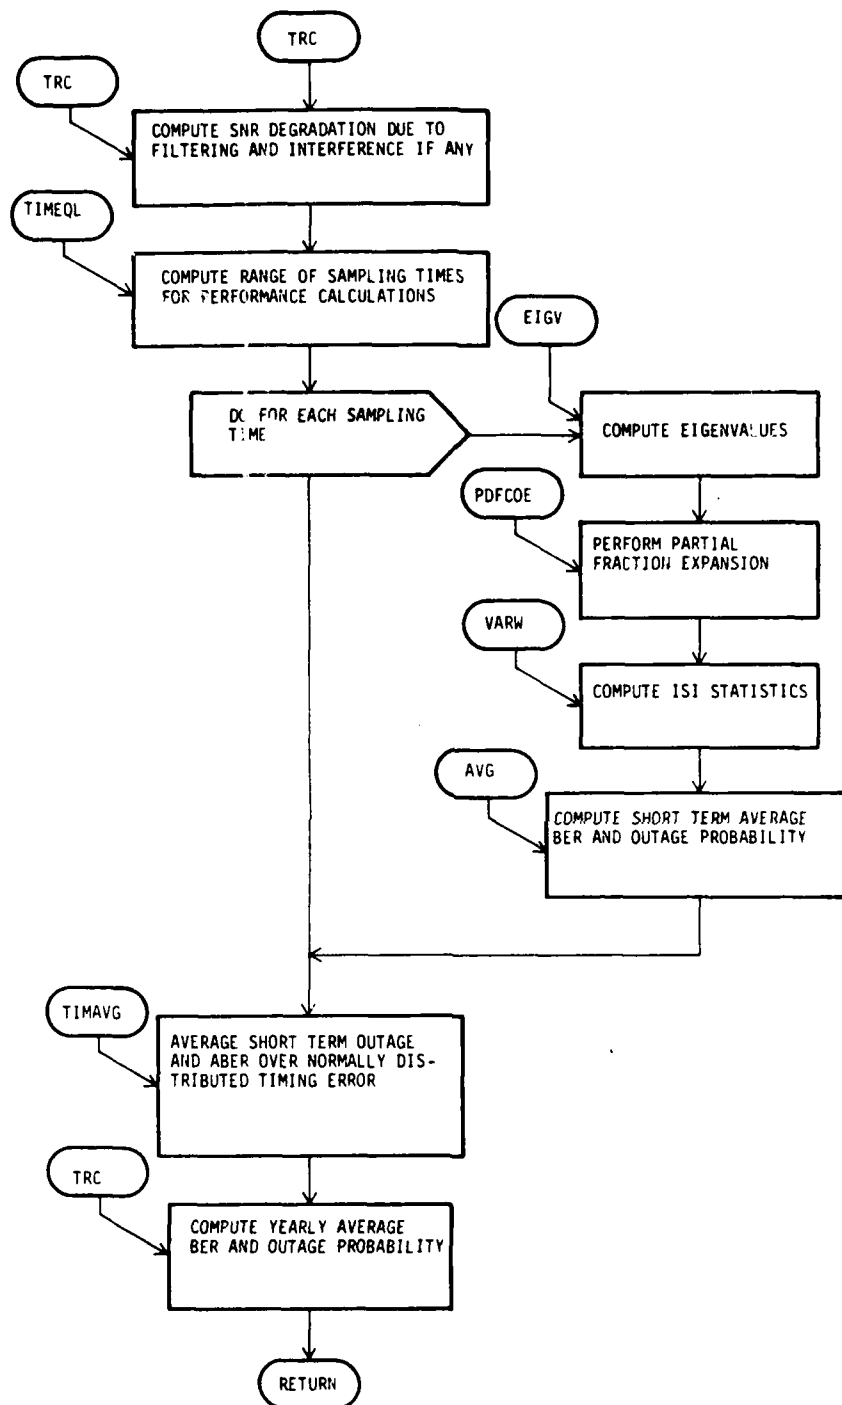 TRC
TRC
COMPUTE SNR DEGRADATION DUE TO
FILTERING AND INTERFERENCE IF ANY
TIMEQL
COMPUTE RANGE OF SAMPLING TIMES
FOR PERFORMANCE CALCULATIONS
EIGV
DO FOR EACH SAMPLING
TIME
COMPUTE EIGENVALUES
PDFCOE
PERFORM PARTIAL
FRACTION EXPANSION
VARW
COMPUTE ISI STATISTICS
AVG
COMPUTE SHORT TERM AVERAGE
BER AND OUTAGE PROBABILITY
TIMAVG
AVERAGE SHORT TERM OUTAGE
AND ABER OVER NORMALLY DIS-
TRIBUTED TIMING ERROR
TRC
COMPUTE YEARLY AVERAGE
BER AND OUTAGE PROBABILITY
RETURN